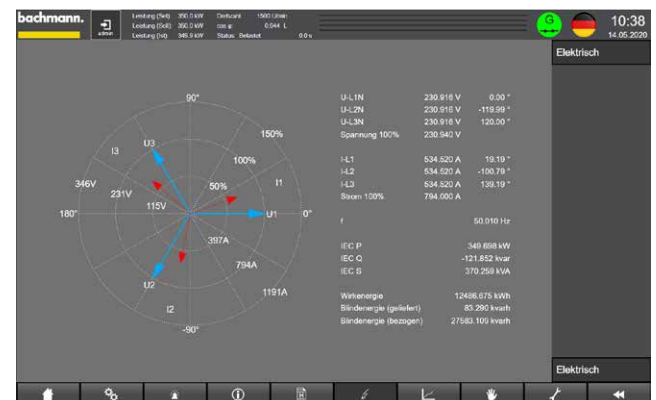 bachmann.
admin
Leistung (Set) 350.0 kW Drehzahl 1500 U/min
Leistung (Soll) 350.0 kW cos φ 0.944 L
Leistung (Ist) 349.9 kW Status Belastet 0.0 s
G
10:38
14.05.2020
Elektrisch
90°
150%
100%
50%
U3
I3
I1
346V
231V
115V
180°
U1
0°
397A
794A
1191A
U2
I2
-90°
U-L1N 230.916 V 0.00 °
U-L2N 230.916 V -119.99 °
U-L3N 230.916 V 120.00 °
Spannung 100% 230.940 V
I-L1 534.520 A 19.19 °
I-L2 534.520 A -100.79 °
I-L3 534.520 A 139.19 °
Strom 100% 794.000 A
f 50.010 Hz
IEC P 349.698 kW
IEC Q -121.852 kvar
IEC S 370.259 kVA
Wirkenergie 12486.675 kWh
Blindenergie (geliefert) 83.290 kvarh
Blindenergie (bezogen) 27583.109 kvarh
Elektrisch